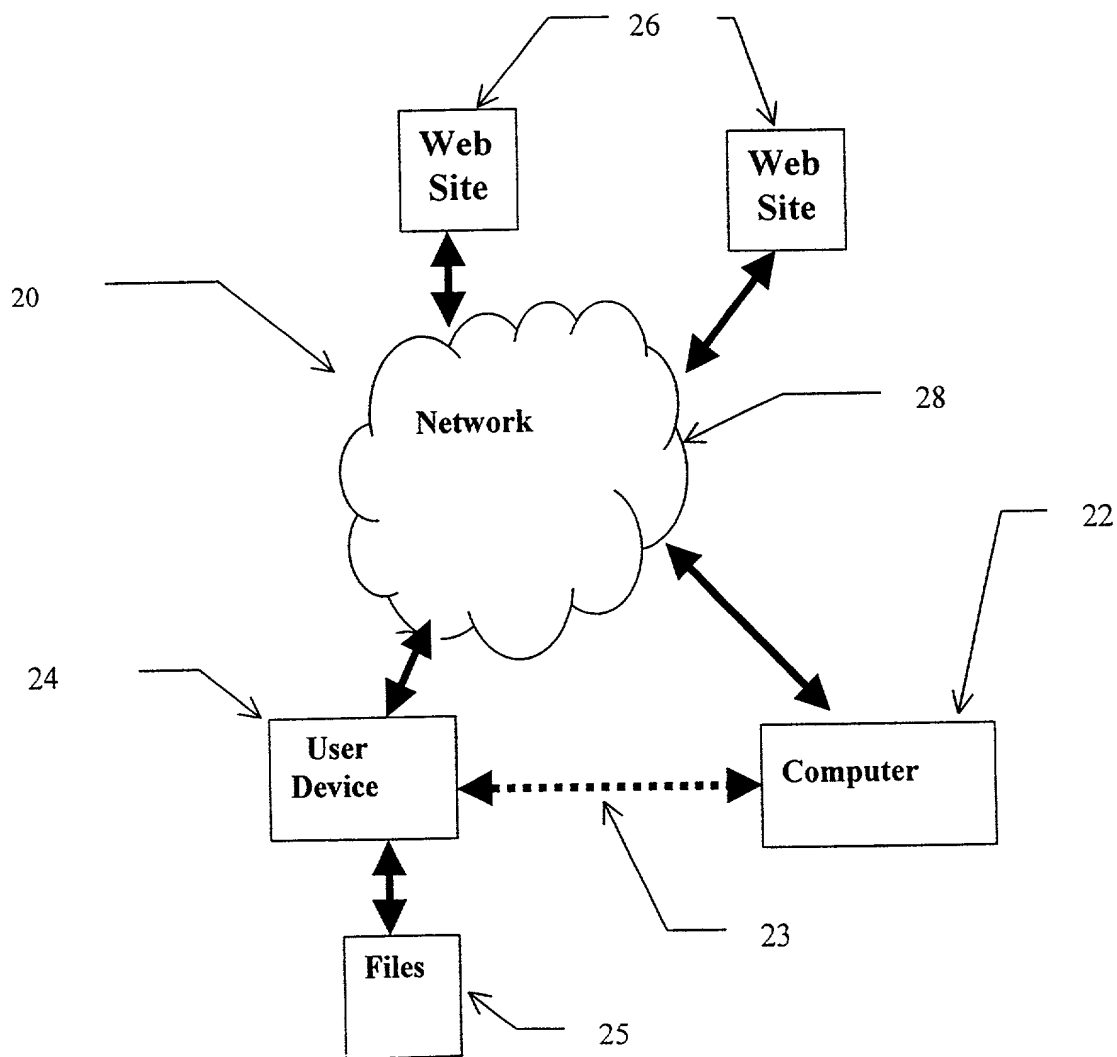 26
Web
Site
Web
Site
20
Network
28
22
24
User
Device
Computer
23
Files
25